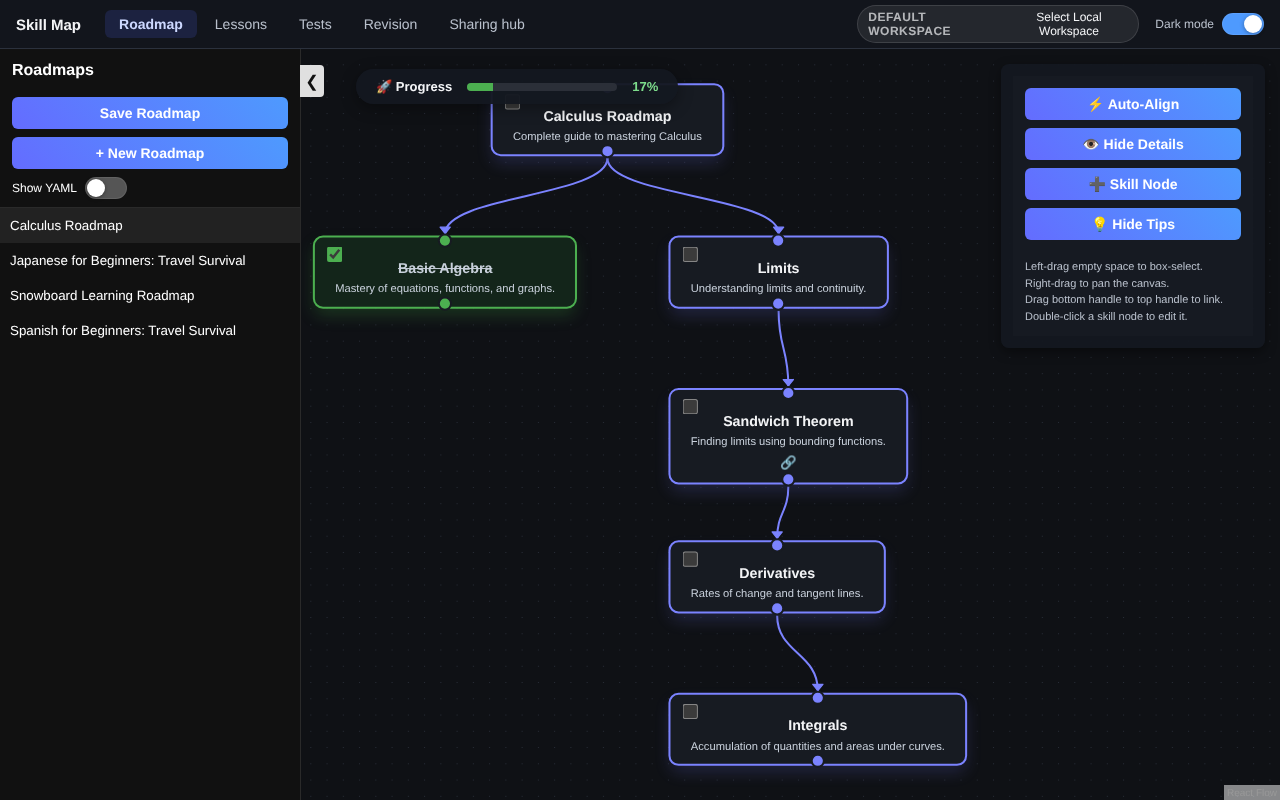 Skill Map
Roadmap
Lessons
Tests
Revision
Sharing hub
DEFAULT WORKSPACE
Select Local Workspace
Dark mode
Roadmaps
Save Roadmap
+ New Roadmap
Show YAML
Calculus Roadmap
Japanese for Beginners: Travel Survival
Snowboard Learning Roadmap
Spanish for Beginners: Travel Survival
❮
🚀 Progress
17%
Calculus Roadmap
Complete guide to mastering Calculus
Basic Algebra
Mastery of equations, functions, and graphs.
Limits
Understanding limits and continuity.
Sandwich Theorem
Finding limits using bounding functions.
🔗
Derivatives
Rates of change and tangent lines.
Integrals
Accumulation of quantities and areas under curves.
⚡ Auto-Align
👁️ Hide Details
➕ Skill Node
💡 Hide Tips
Left-drag empty space to box-select.
Right-drag to pan the canvas.
Drag bottom handle to top handle to link.
Double-click a skill node to edit it.
React Flow